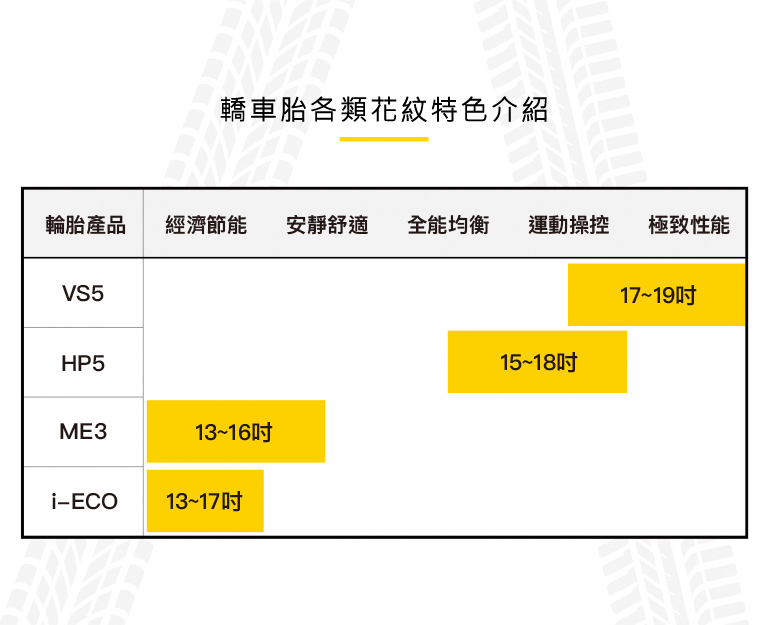 轎車胎各類花紋特色介紹
輪胎產品 經濟節能 安靜舒適 全能均衡 運動操控 極致性能
VS5 17~19吋
HP5 15~18吋
ME3 13~16吋
i-ECO 13~17吋